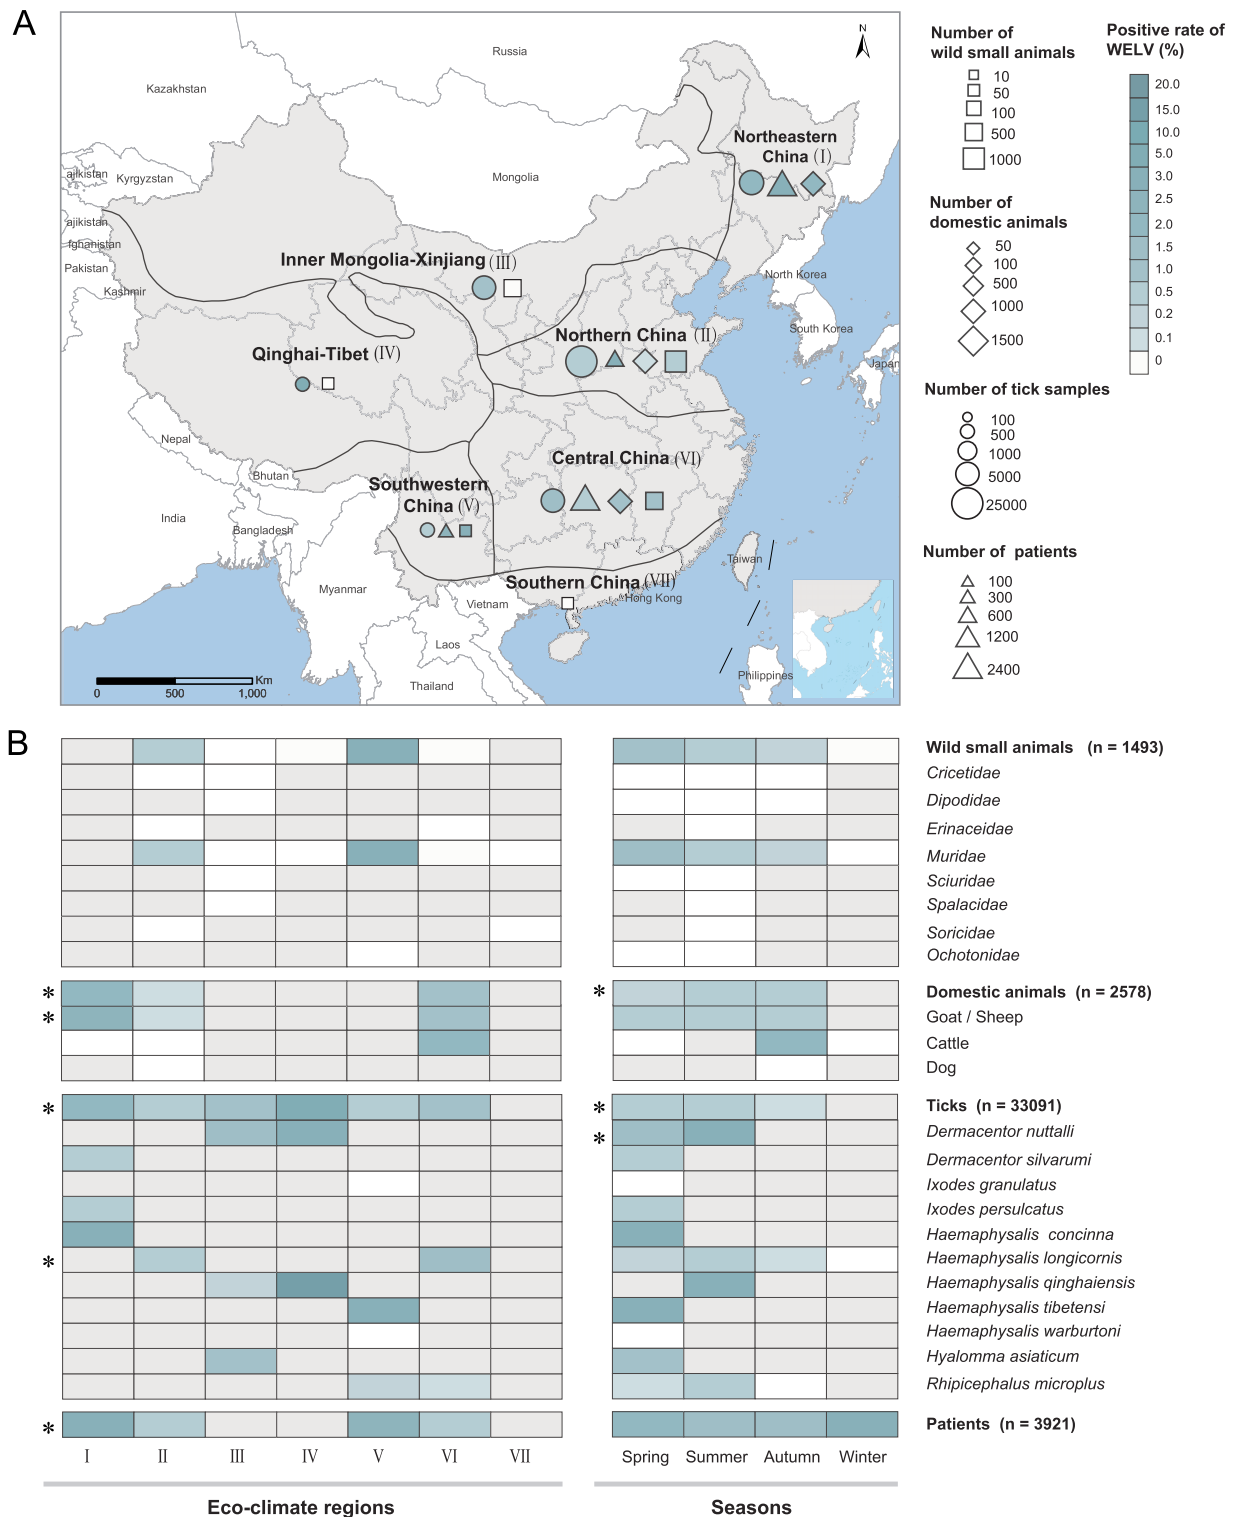 A
N
Russia
Kazakhstan
Mongolia
ajikistan
Kyrgyzstan
ajikistan
fghanistan
Pakistan
Kashmir
Northeastern
China (I)
Inner Mongolia-Xinjiang (III)
North Korea
South Korea
Japan
Northern China (II)
Qinghai-Tibet (IV)
Nepal
Bhutan
India
Bangladesh
Central China (VI)
Southwestern
China (V)
Myanmar
Taiwan
Southern China (VII)
Hong Kong
Vietnam
Laos
Thailand
Philippines
Km
0
500
1,000
Number of
wild small animals
10
50
100
500
1000
Number of
domestic animals
50
100
500
1000
1500
Number of tick samples
100
500
1000
5000
25000
Number of patients
100
300
600
1200
2400
Positive rate of
WELV (%)
20.0
15.0
10.0
5.0
3.0
2.5
2.0
1.5
1.0
0.5
0.2
0.1
0
B
Wild small animals (n = 1493)
Cricetidae
Dipodidae
Erinaceidae
Muridae
Sciuridae
Spalacidae
Soricidae
Ochotonidae
* * Domestic animals (n = 2578)
* Goat / Sheep
Cattle
Dog
* * Ticks (n = 33091)
* Dermacentor nuttalli
Dermacentor silvarumi
Ixodes granulatus
Ixodes persulcatus
Haemaphysalis concinna
* Haemaphysalis longicornis
Haemaphysalis qinghaiensis
Haemaphysalis tibetensi
Haemaphysalis warburtoni
Hyalomma asiaticum
Rhipicephalus microplus
* Patients (n = 3921)
I II III IV V VI VII
Spring Summer Autumn Winter
Eco-climate regions
Seasons